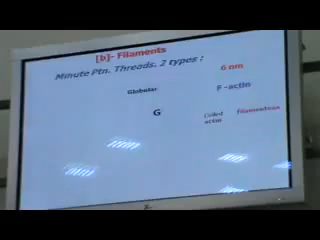 [b]- Filaments
Minute Ptn. Threads. 2 types :
6 nm
Globular
F -actin
G
Coiled
filamentous
actin